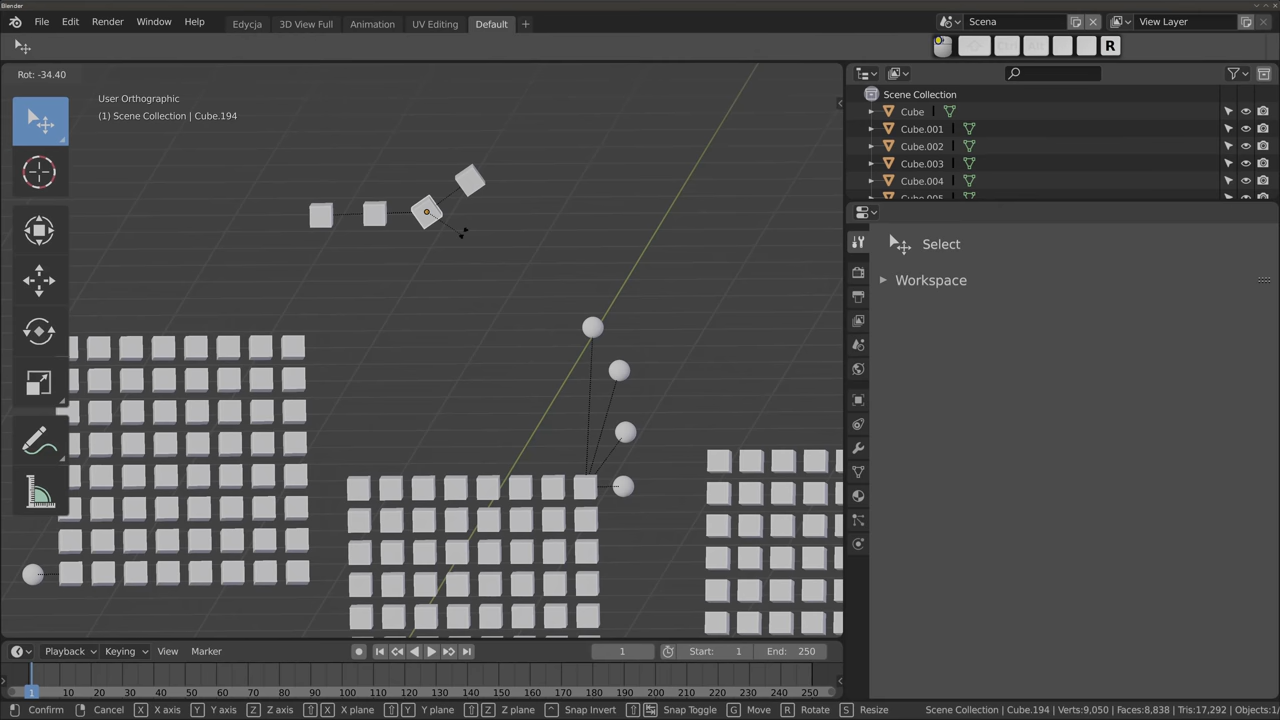 Blender
File Edit Render Window Help
Edycja 3D View Full Animation UV Editing Default +
Scena
View Layer
Ctrl Alt R
Rot: -34.40
User Orthographic
(1) Scene Collection | Cube.194
Scene Collection
Cube
Cube.001
Cube.002
Cube.003
Cube.004
Cube.005
Select
Workspace
Playback Keying View Marker
1
Start: 1
End: 250
1 10 20 30 40 50 60 70 80 90 100 110 120 130 140 150 160 170 180 190 200 210 220 230 240 250
Confirm Cancel X X axis Y Y axis Z Z axis X X plane Y Y plane Z Z plane ^ Snap Invert Snap Toggle G Move R Rotate S Resize
Scene Collection | Cube.194 | Verts:9,050 | Faces:8,838 | Tris:17,292 | Objects:1/